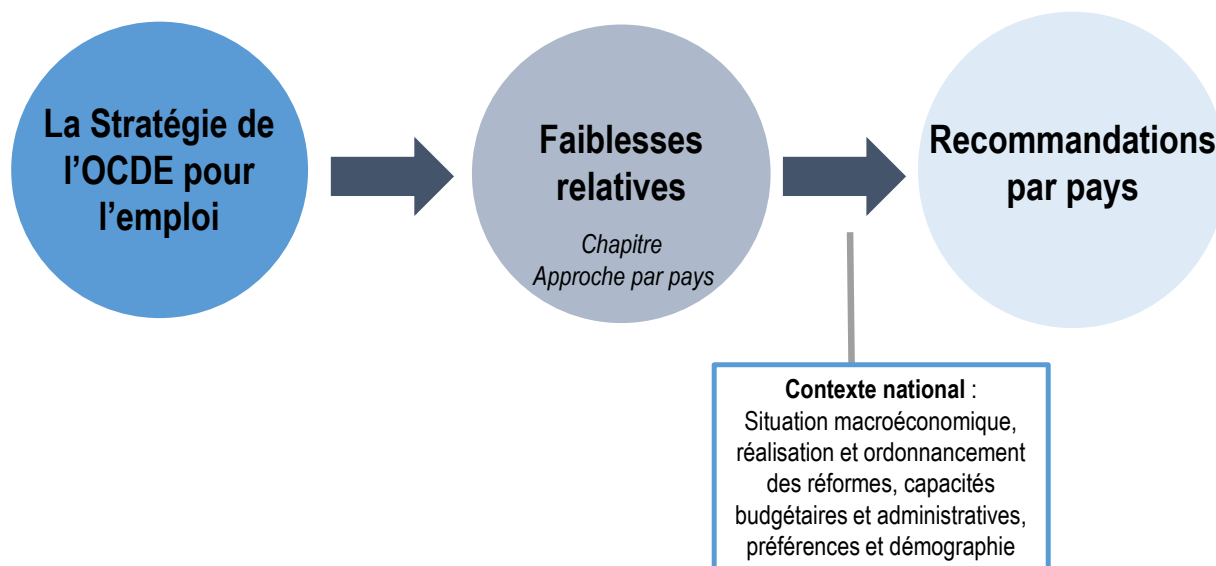 La Stratégie de
l'OCDE pour
l'emploi
Faiblesses
relatives
Chapitre
Approche par pays
Recommandations
par pays
Contexte national :
Situation macroéconomique,
réalisation et ordonnancement
des réformes, capacités
budgétaires et administratives,
préférences et démographie